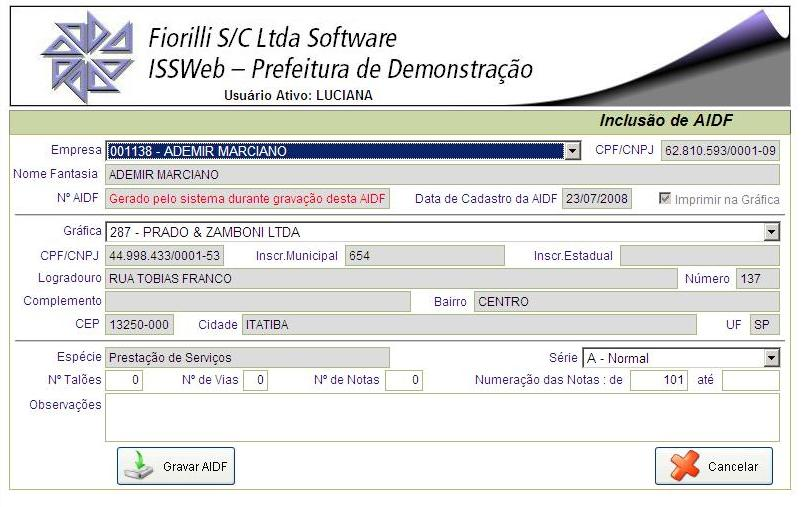 Fiorilli S/C Ltda Software
ISSWeb – Prefeitura de Demonstração
Usuário Ativo: LUCIANA
Inclusão de AIDF
Empresa 001138 - ADEMIR MARCIANO CPF/CNPJ 62.810.593/0001-09
Nome Fantasia ADEMIR MARCIANO
Nº AIDF Gerado pelo sistema durante gravação desta AIDF Data de Cadastro da AIDF 23/07/2008 Imprimir na Gráfica
Gráfica 287 - PRADO & ZAMBONI LTDA
CPF/CNPJ 44.998.433/0001-53 Inscr.Municipal 654 Inscr.Estadual
Logradouro RUA TOBIAS FRANCO Número 137
Complemento Bairro CENTRO
CEP 13250-000 Cidade ITATIBA UF SP
Espécie Prestação de Serviços Série A - Normal
Nº Talões 0 Nº de Vias 0 Nº de Notas 0 Numeração das Notas : de 101 até
Observações
Gravar AIDF Cancelar